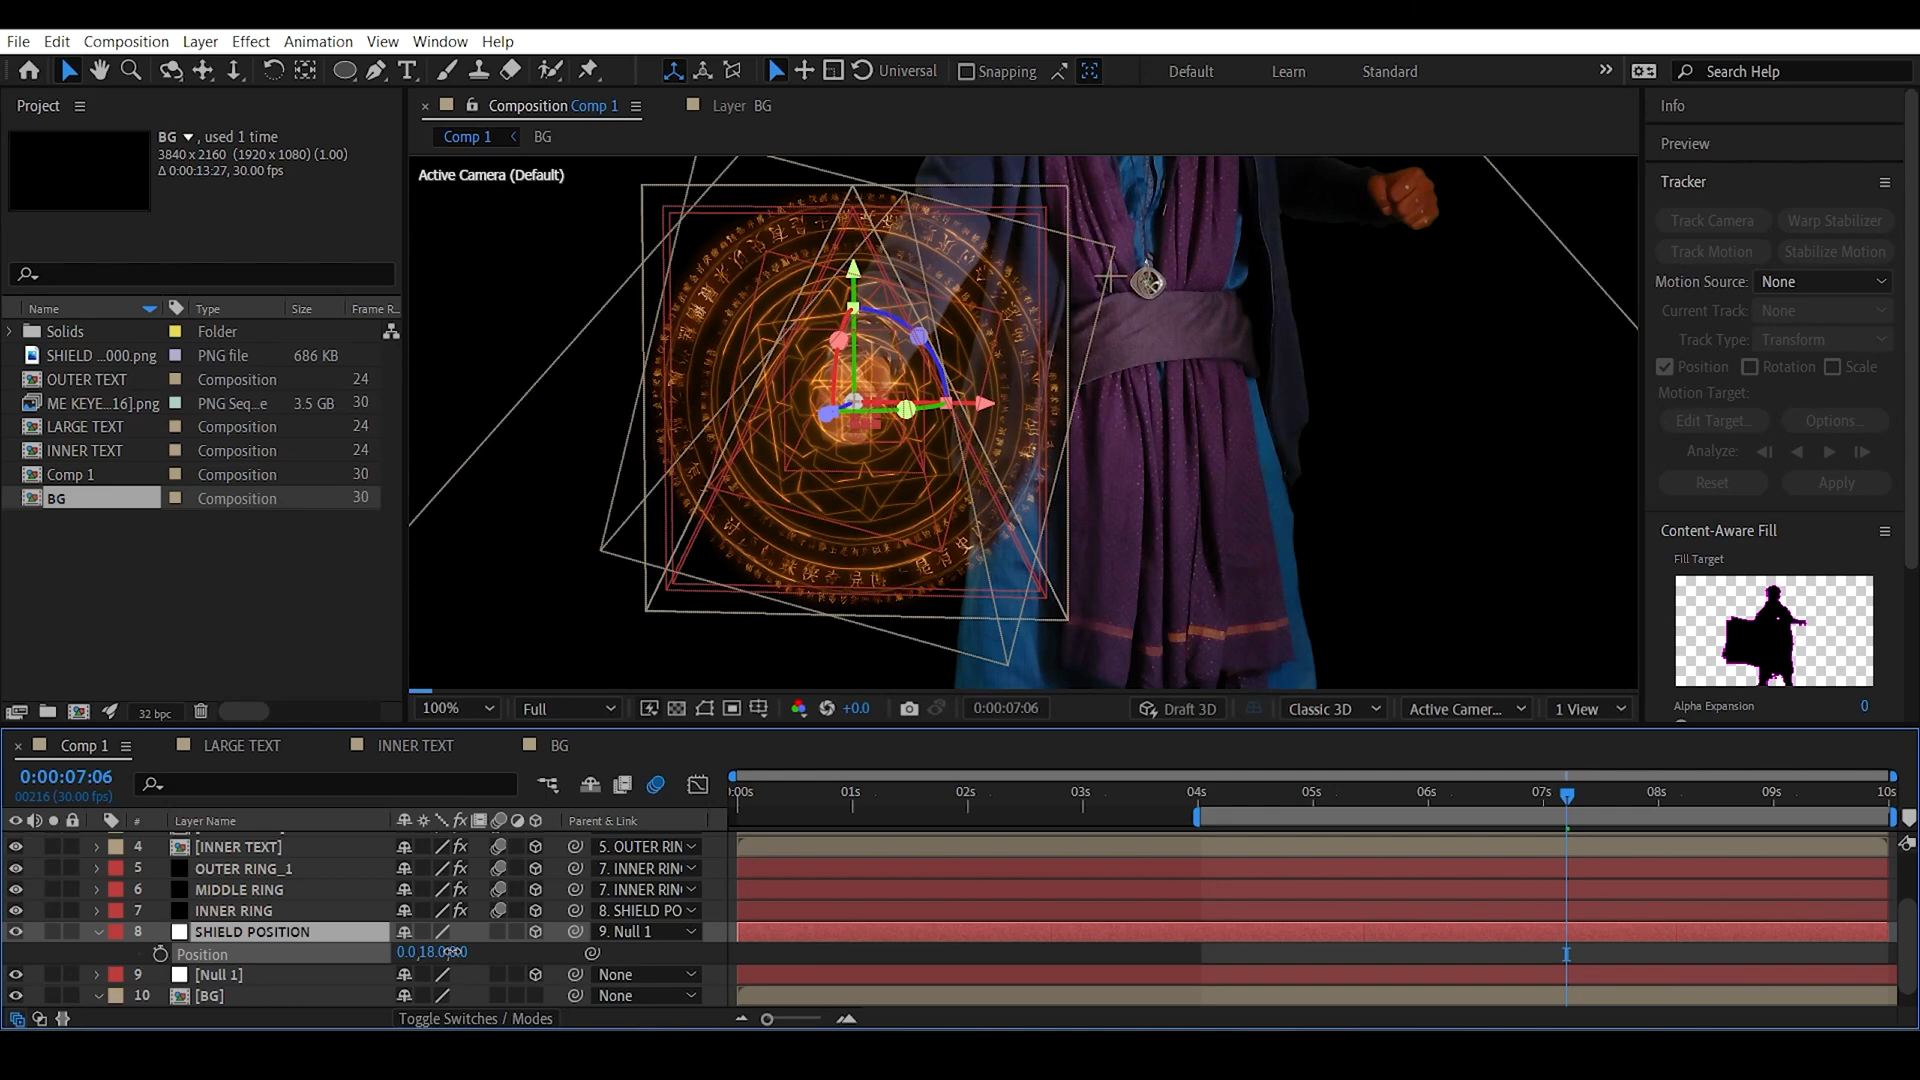 File Edit Composition Layer Effect Animation View Window Help
Universal Snapping Default Learn Standard Search Help
Project
BG , used 1 time
3840 x 2160 (1920 x 1080) (1.00)
Δ 0:00:13:27, 30.00 fps
Name Type Size Frame R...
Solids Folder
SHIELD ...000.png PNG file 686 KB
OUTER TEXT Composition 24
ME KEYE...16].png PNG Seq...e 3.5 GB 30
LARGE TEXT Composition 24
INNER TEXT Composition 24
Comp 1 Composition 30
BG Composition 30
32 bpc
Composition Comp 1 Layer BG
Comp 1 BG
Active Camera (Default)
100% Full +0.0 0:00:07:06 Draft 3D Classic 3D Active Camer... 1 View
Info
Preview
Tracker
Track Camera Warp Stabilizer
Track Motion Stabilize Motion
Motion Source: None
Current Track: None
Track Type: Transform
Position Rotation Scale
Motion Target:
Edit Target... Options...
Analyze:
Reset Apply
Content-Aware Fill
Fill Target
Alpha Expansion 0
Comp 1 LARGE TEXT INNER TEXT BG
0:00:07:06
00216 (30.00 fps)
:00s 01s 02s 03s 04s 05s 06s 07s 08s 09s 10s
# Layer Name Parent & Link
4 [INNER TEXT] 5. OUTER RIN
5 OUTER RING_1 7. INNER RIN
6 MIDDLE RING 7. INNER RIN
7 INNER RING 8. SHIELD PO
8 SHIELD POSITION 9. Null 1
Position
9 [Null 1] None
10 [BG] None
Toggle Switches / Modes